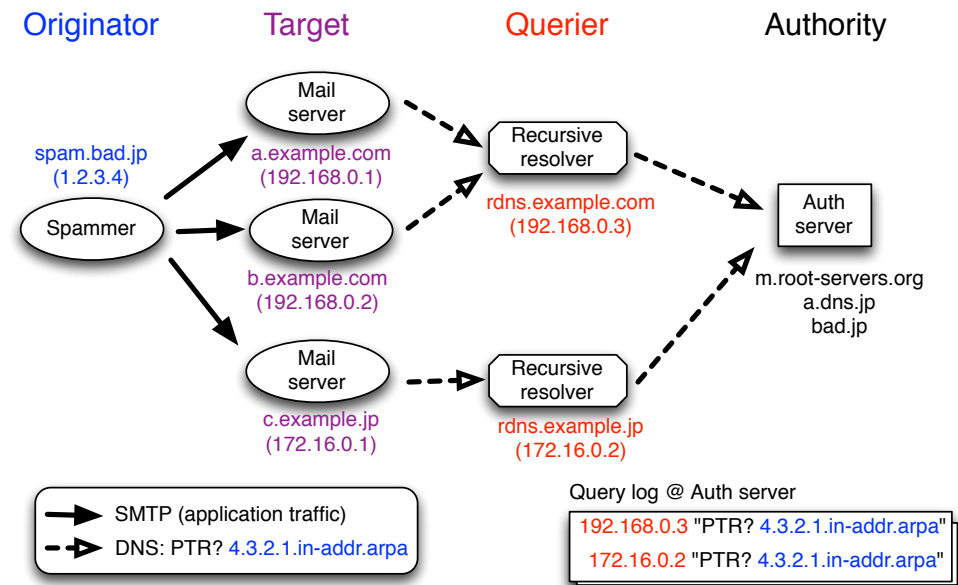 Originator
Target
Querier
Authority
spam.bad.jp
(1.2.3.4)
Spammer
Mail
server
a.example.com
(192.168.0.1)
Mail
server
b.example.com
(192.168.0.2)
Mail
server
c.example.jp
(172.16.0.1)
Recursive
resolver
rdns.example.com
(192.168.0.3)
Recursive
resolver
rdns.example.jp
(172.16.0.2)
Auth
server
m.root-servers.org
a.dns.jp
bad.jp
SMTP (application traffic)
DNS: PTR? 4.3.2.1.in-addr.arpa
Query log @ Auth server
192.168.0.3 "PTR? 4.3.2.1.in-addr.arpa"
172.16.0.2 "PTR? 4.3.2.1.in-addr.arpa"